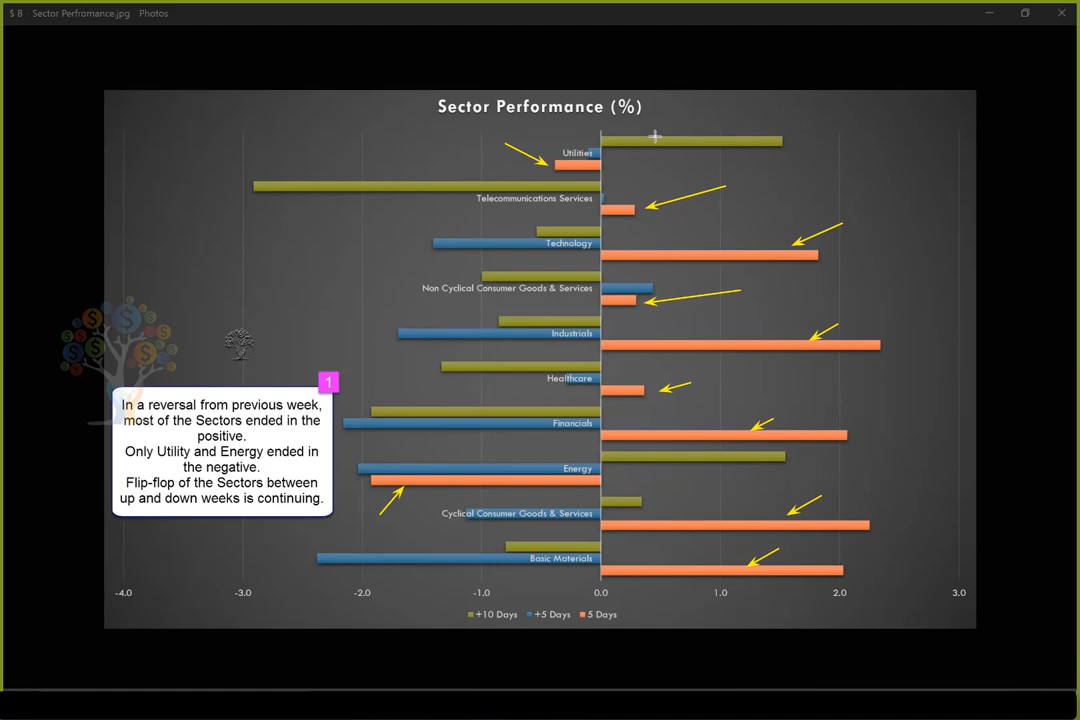 $ B Sector Perfromance.jpg Photos
Sector Performance (%)
Utilities
Telecommunications Services
Technology
Non Cyclical Consumer Goods & Services
Industrials
Healthcare
Financials
Energy
Cyclical Consumer Goods & Services
Basic Materials
1
In a reversal from previous week,
most of the Sectors ended in the
positive.
Only Utility and Energy ended in
the negative.
Flip-flop of the Sectors between
up and down weeks is continuing.
-4.0 -3.0 -2.0 -1.0 0.0 1.0 2.0 3.0
+10 Days +5 Days 5 Days